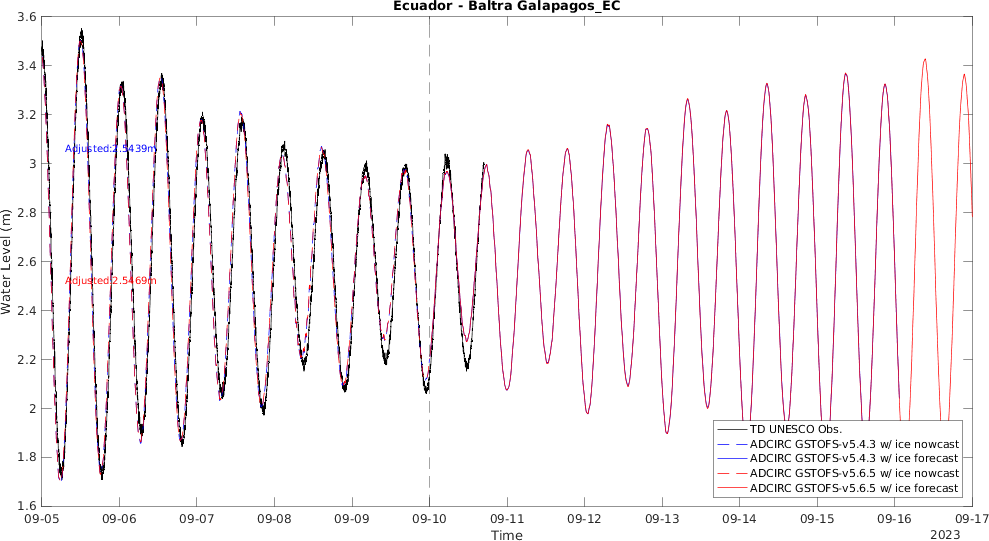 Ecuador - Baltra Galapagos_EC
3.6
3.4
3.2
3
2.8
2.6
2.4
2.2
2
1.8
1.6
Water Level (m)
Adjusted:2.5439m
Adjusted:2.5469m
TD UNESCO Obs.
ADCIRC GSTOFS-v5.4.3 w/ ice nowcast
ADCIRC GSTOFS-v5.4.3 w/ ice forecast
ADCIRC GSTOFS-v5.6.5 w/ ice nowcast
ADCIRC GSTOFS-v5.6.5 w/ ice forecast
09-05 09-06 09-07 09-08 09-09 09-10 09-11 09-12 09-13 09-14 09-15 09-16 09-17
Time
2023